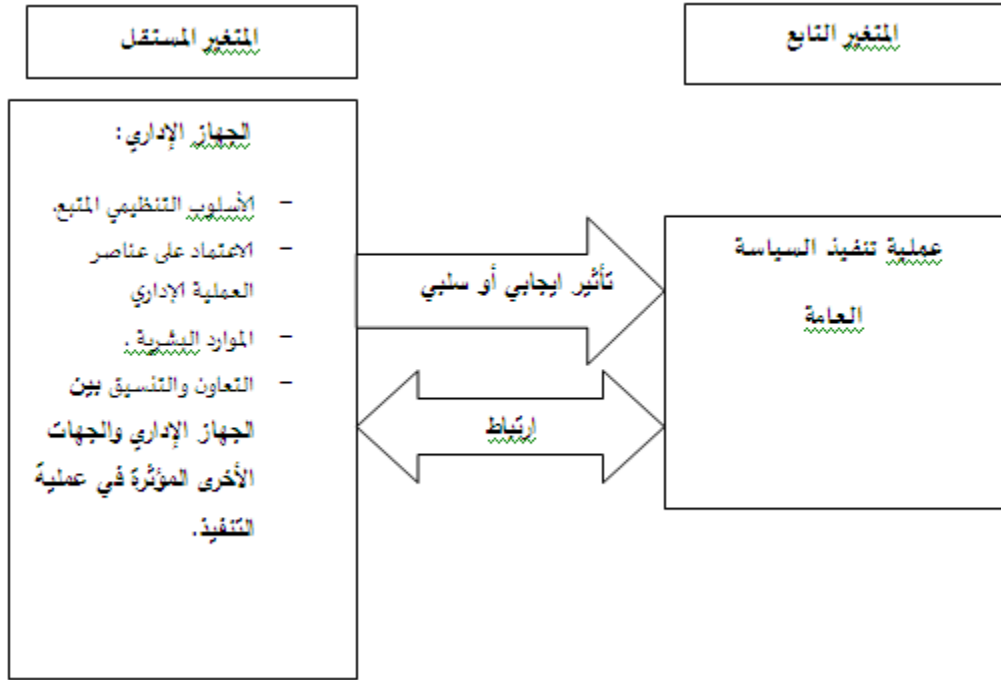 المتغير المستقل
المتغير التابع
الجهاز الإداري:
- الأسلوب التنظيمي المتبع.
- الاعتماد على عناصر
العملية الإداري
- الموارد البشرية .
- التعاون والتنسيق بين
الجهاز الإداري والجهات
الأخرى المؤثرة في عملية
التنفيذ.
تأثير ايجابي أو سلبي
ارتباط
عملية تنفيذ السياسة
العامة